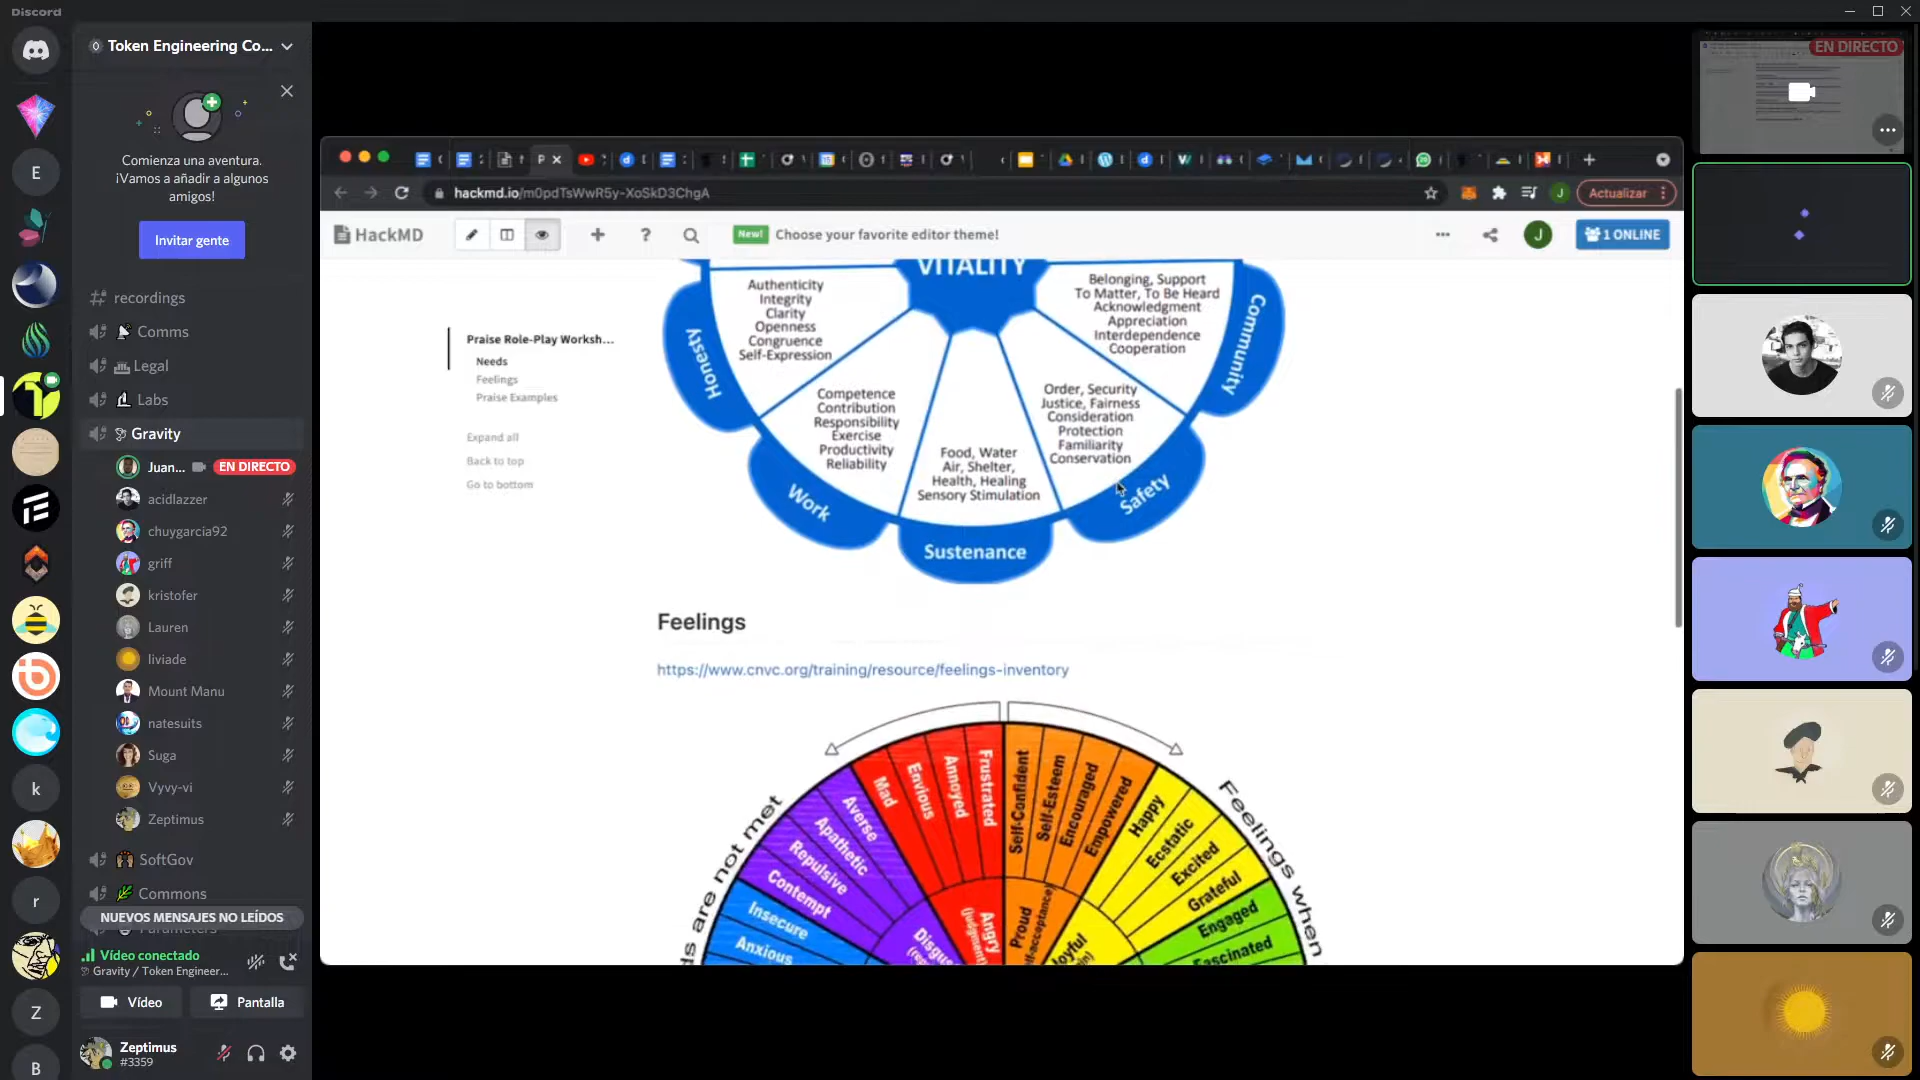 Discord
Token Engineering Co...
Comienza una aventura.
¡Vamos a añadir a algunos
amigos!
Invitar gente
recordings
Comms
Legal
Labs
Gravity
Juan...
EN DIRECTO
acidlazzer
chuygarcia92
griff
kristofer
Lauren
liviade
Mount Manu
natesuits
Suga
Vyvy-vi
Zeptimus
SoftGov
Commons
NUEVOS MENSAJES NO LEÍDOS
Parameters
Vídeo conectado
Gravity / Token Engineer...
Vídeo
Pantalla
Zeptimus
#3359
E
k
r
Z
B
hackmd.io/m0pdTsWwR5y-XoSkD3ChgA
J
Actualizar
HackMD
New!
Choose your favorite editor theme!
J
1 ONLINE
Praise Role-Play Worksh...
Needs
Feelings
Praise Examples
Expand all
Back to top
Go to bottom
VITALITY
Honesty
Authenticity
Integrity
Clarity
Openness
Congruence
Self-Expression
Work
Competence
Contribution
Responsibility
Exercise
Productivity
Reliability
Sustenance
Food, Water
Air, Shelter,
Health, Healing
Sensory Stimulation
Safety
Order, Security
Justice, Fairness
Consideration
Protection
Familiarity
Conservation
Community
Belonging, Support
To Matter, To Be Heard
Acknowledgment
Appreciation
Interdependence
Cooperation
Feelings
https://www.cnvc.org/training/resource/feelings-inventory
are not met
Feelings when
Anxious
Insecure
Contempt
Repulsive
Apathetic
Averse
Mad
Envious
Annoyed
Frustrated
Self-Confident
Self-Esteem
Encouraged
Empowered
Happy
Ecstatic
Excited
Grateful
Engaged
Fascinated
Disgus
Angry
(judgment)
Proud
EN DIRECTO